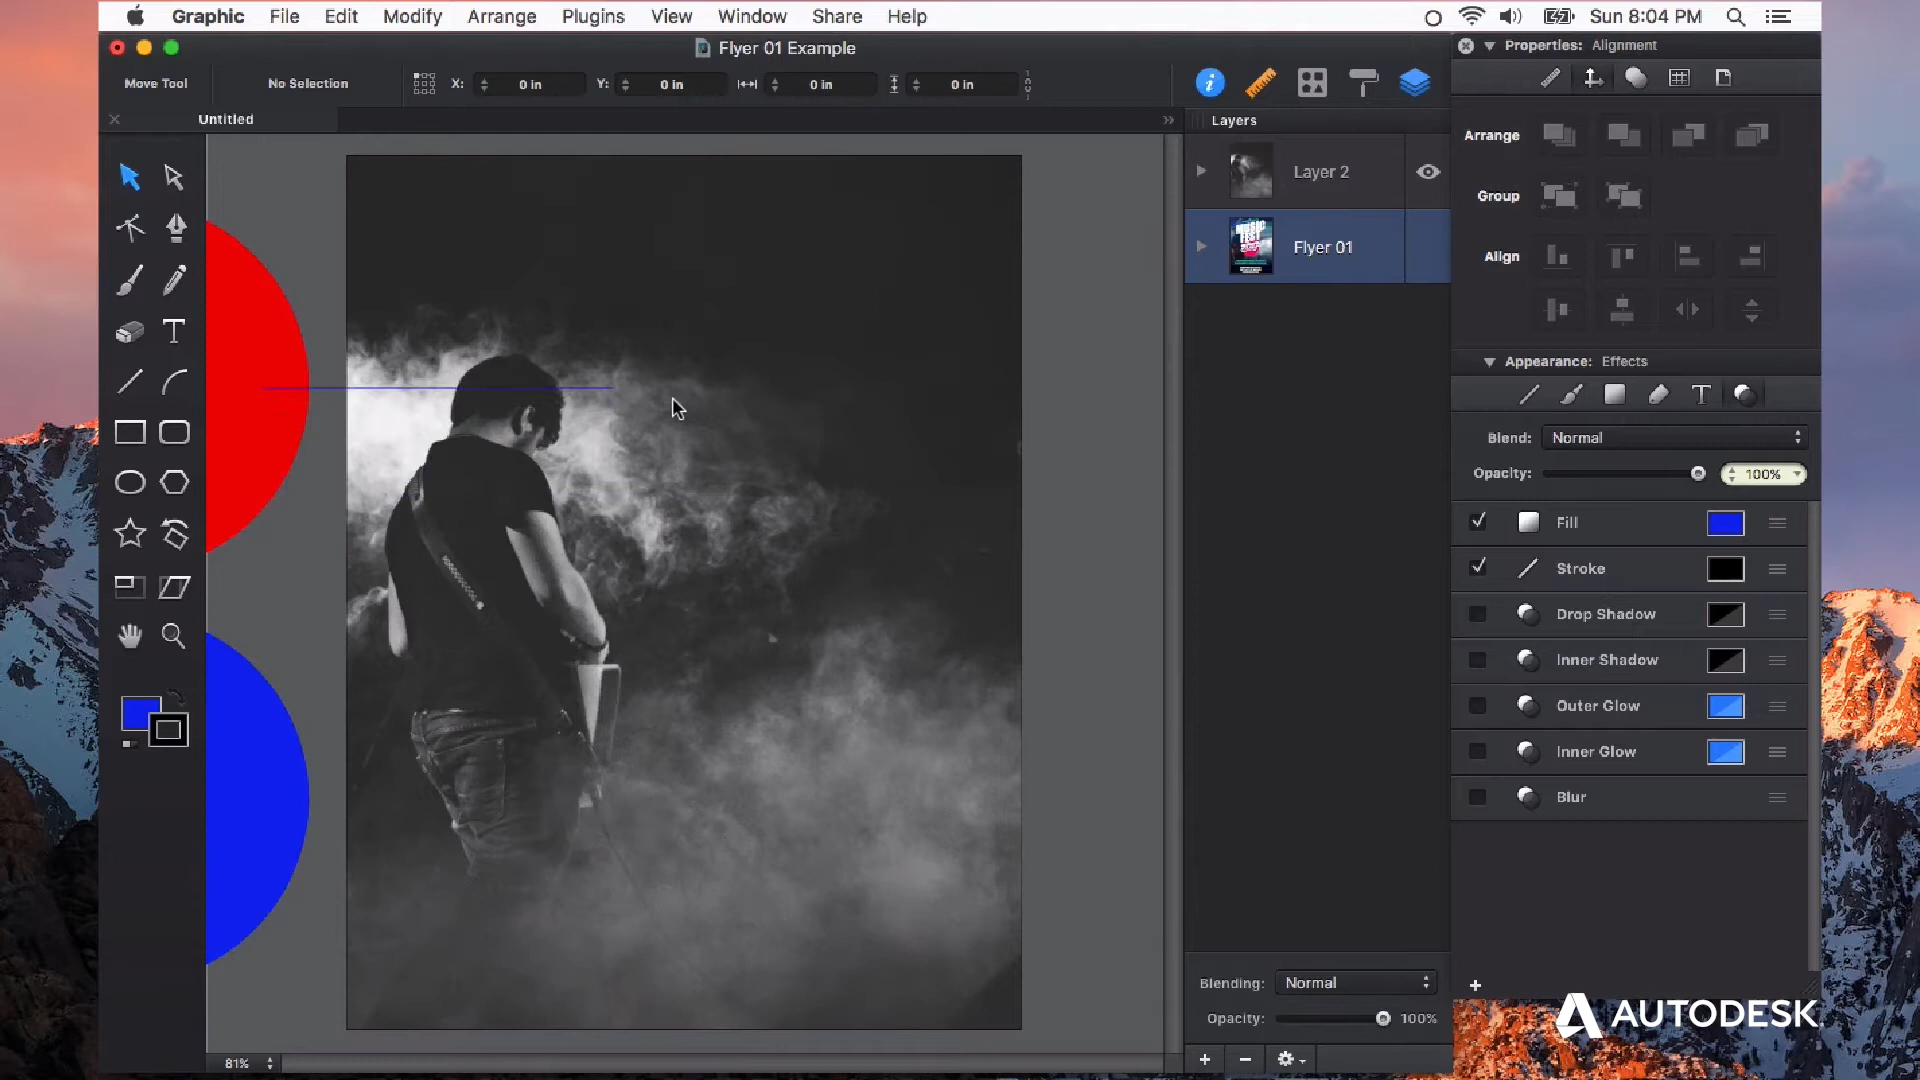 Graphic File Edit Modify Arrange Plugins View Window Share Help Sun 8:04 PM
Flyer 01 Example
Properties: Alignment
Move Tool No Selection X: 0 in Y: 0 in 0 in 0 in
Untitled
Layers
Arrange
Layer 2
Group
Flyer 01
Align
Appearance: Effects
T
Blend: Normal
Opacity: 100%
Fill
Stroke
Drop Shadow
Inner Shadow
Outer Glow
Inner Glow
Blur
Blending: Normal
Opacity: 100%
AUTODESK.
81%